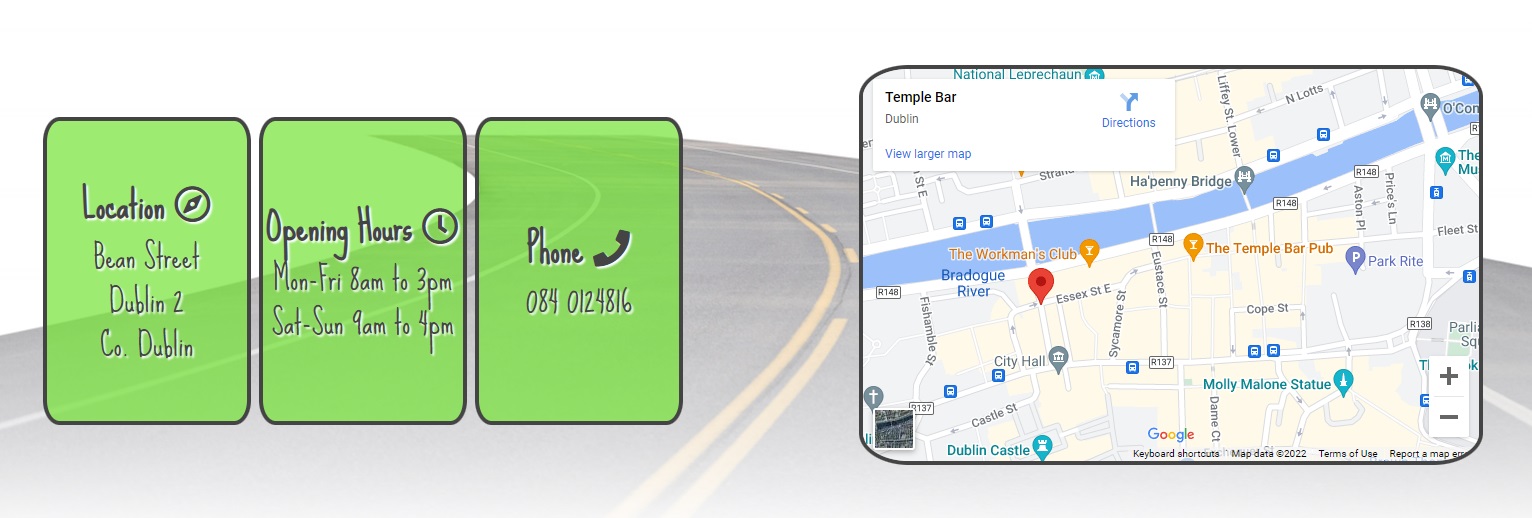 Location
Bean Street
Dublin 2
Co. Dublin
Opening Hours
Mon-Fri 8am to 3pm
Sat-Sun 9am to 4pm
Phone
084 0124816
National Leprechaun
Temple Bar
Dublin
Directions
View larger map
Liffey St. Lower
N Lotts
O'Con
The
Mu
Strand
Ha'penny Bridge
R148
Aston Pl
Price's Ln
R148
Fleet St
R148
The Workman's Club
The Temple Bar Pub
Park Rite
Bradogue
River
R148
Essex St E
Eustace St
Fishamble St
Sycamore St
Cope St
R138
Parlia
Squ
City Hall
R137
Molly Malone Statue
R137
Castle St
Dame Ct
Dublin Castle
Google
Keyboard shortcuts
Map data ©2022
Terms of Use
Report a map err